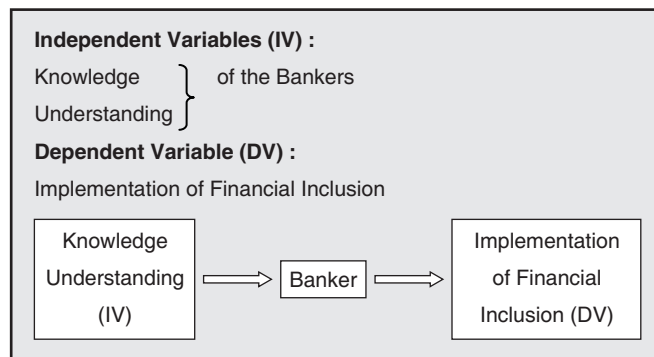 Independent Variables (IV) :
Knowledge
of the Bankers
Understanding
Dependent Variable (DV) :
Implementation of Financial Inclusion
Knowledge
Understanding
(IV)
Banker
Implementation
of Financial
Inclusion (DV)